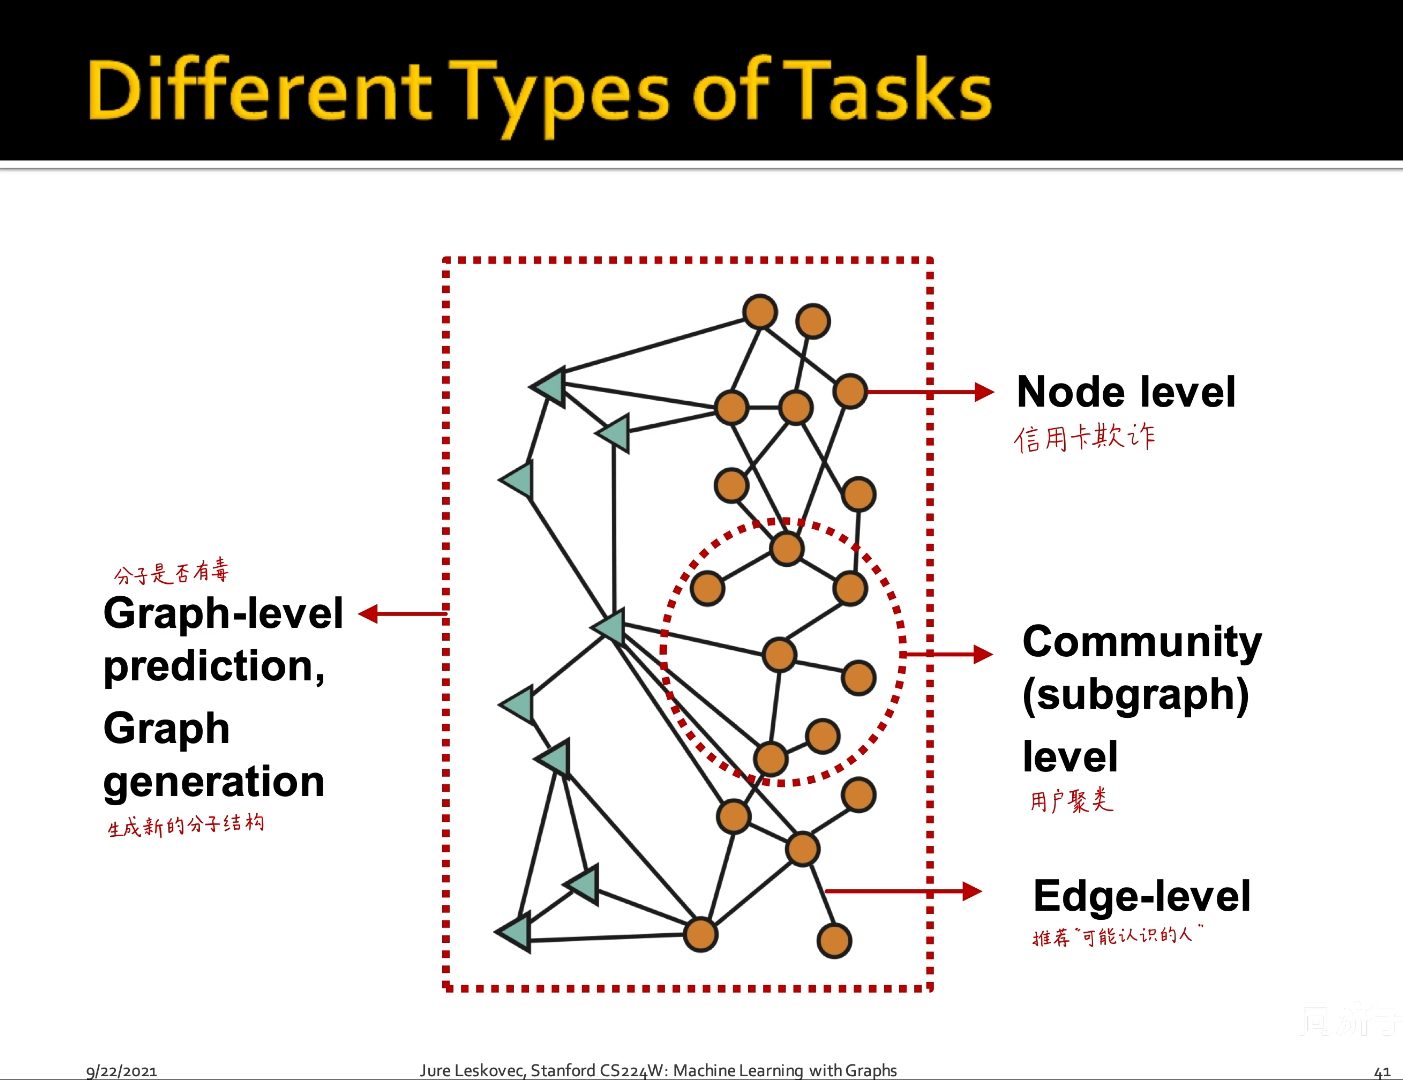 Different Types of Tasks
Node level
信用卡欺诈
分子是否有毒
Graph-level
prediction,
Graph
generation
生成新的分子结构
Community
(subgraph)
level
用户聚类
Edge-level
推荐“可能认识的人”
9/22/2021
Jure Leskovec, Stanford CS224W: Machine Learning with Graphs
41